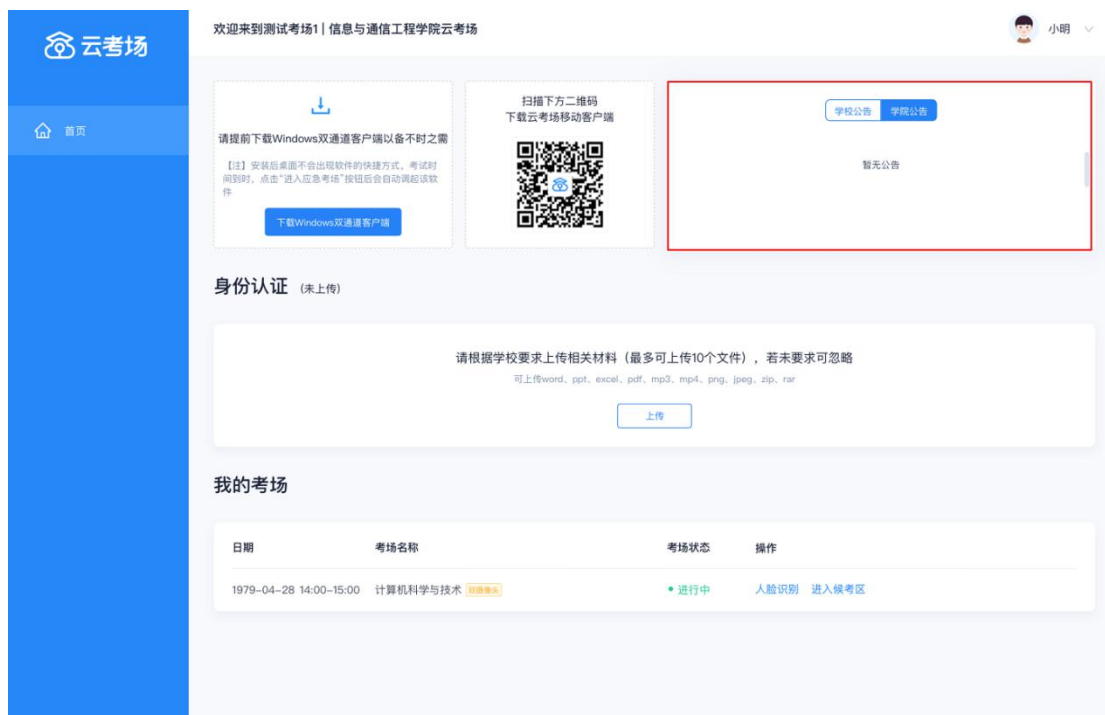 云考场
欢迎来到测试考场1 | 信息与通信工程学院云考场
小明
首页
请提前下载Windows双通道客户端以备不时之需
【注】安装后桌面不会出现软件的快捷方式，考试时
间到时，点击“进入应急考场”按钮后会自动调起该软
件
下载Windows双通道客户端
扫描下方二维码
下载云考场移动客户端
学校公告 学院公告
暂无公告
身份认证 (未上传)
请根据学校要求上传相关材料（最多可上传10个文件），若未要求可忽略
可上传word、ppt、excel、pdf、mp3、mp4、png、jpeg、zip、rar
上传
我的考场
日期 考场名称 考场状态 操作
1979-04-28 14:00-15:00 计算机科学与技术 双摄像头 进行中 人脸识别 进入候考区